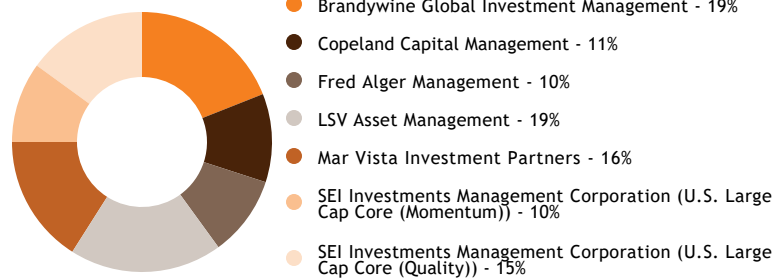 Brandywine Global Investment Management - 19%
Copeland Capital Management - 11%
Fred Alger Management - 10%
LSV Asset Management - 19%
Mar Vista Investment Partners - 16%
SEI Investments Management Corporation (U.S. Large
Cap Core (Momentum)) - 10%
SEI Investments Management Corporation (U.S. Large
Cap Core (Quality)) - 15%